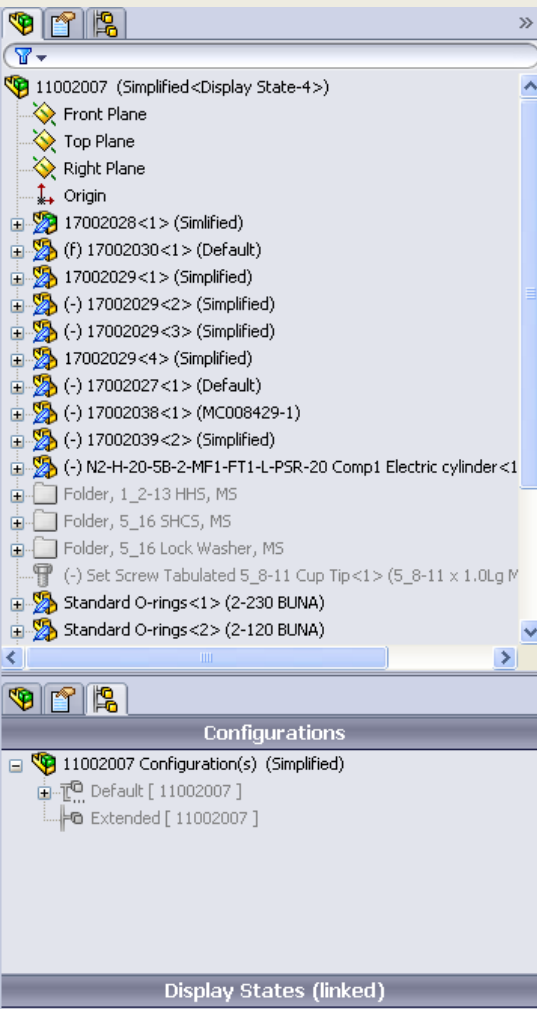 11002007 (Simplified<Display State-4>)
Front Plane
Top Plane
Right Plane
Origin
17002028<1> (Simlified)
(f) 17002030<1> (Default)
17002029<1> (Simplified)
(-) 17002029<2> (Simplified)
(-) 17002029<3> (Simplified)
17002029<4> (Simplified)
(-) 17002027<1> (Default)
(-) 17002038<1> (MC008429-1)
(-) 17002039<2> (Simplified)
(-) N2-H-20-5B-2-MF1-FT1-L-PSR-20 Comp1 Electric cylinder<1
Folder, 1_2-13 HHS, MS
Folder, 5_16 SHCS, MS
Folder, 5_16 Lock Washer, MS
(-) Set Screw Tabulated 5_8-11 Cup Tip<1> (5_8-11 x 1.0Lg M
Standard O-rings<1> (2-230 BUNA)
Standard O-rings<2> (2-120 BUNA)
Configurations
11002007 Configuration(s) (Simplified)
Default [ 11002007 ]
Extended [ 11002007 ]
Display States (linked)